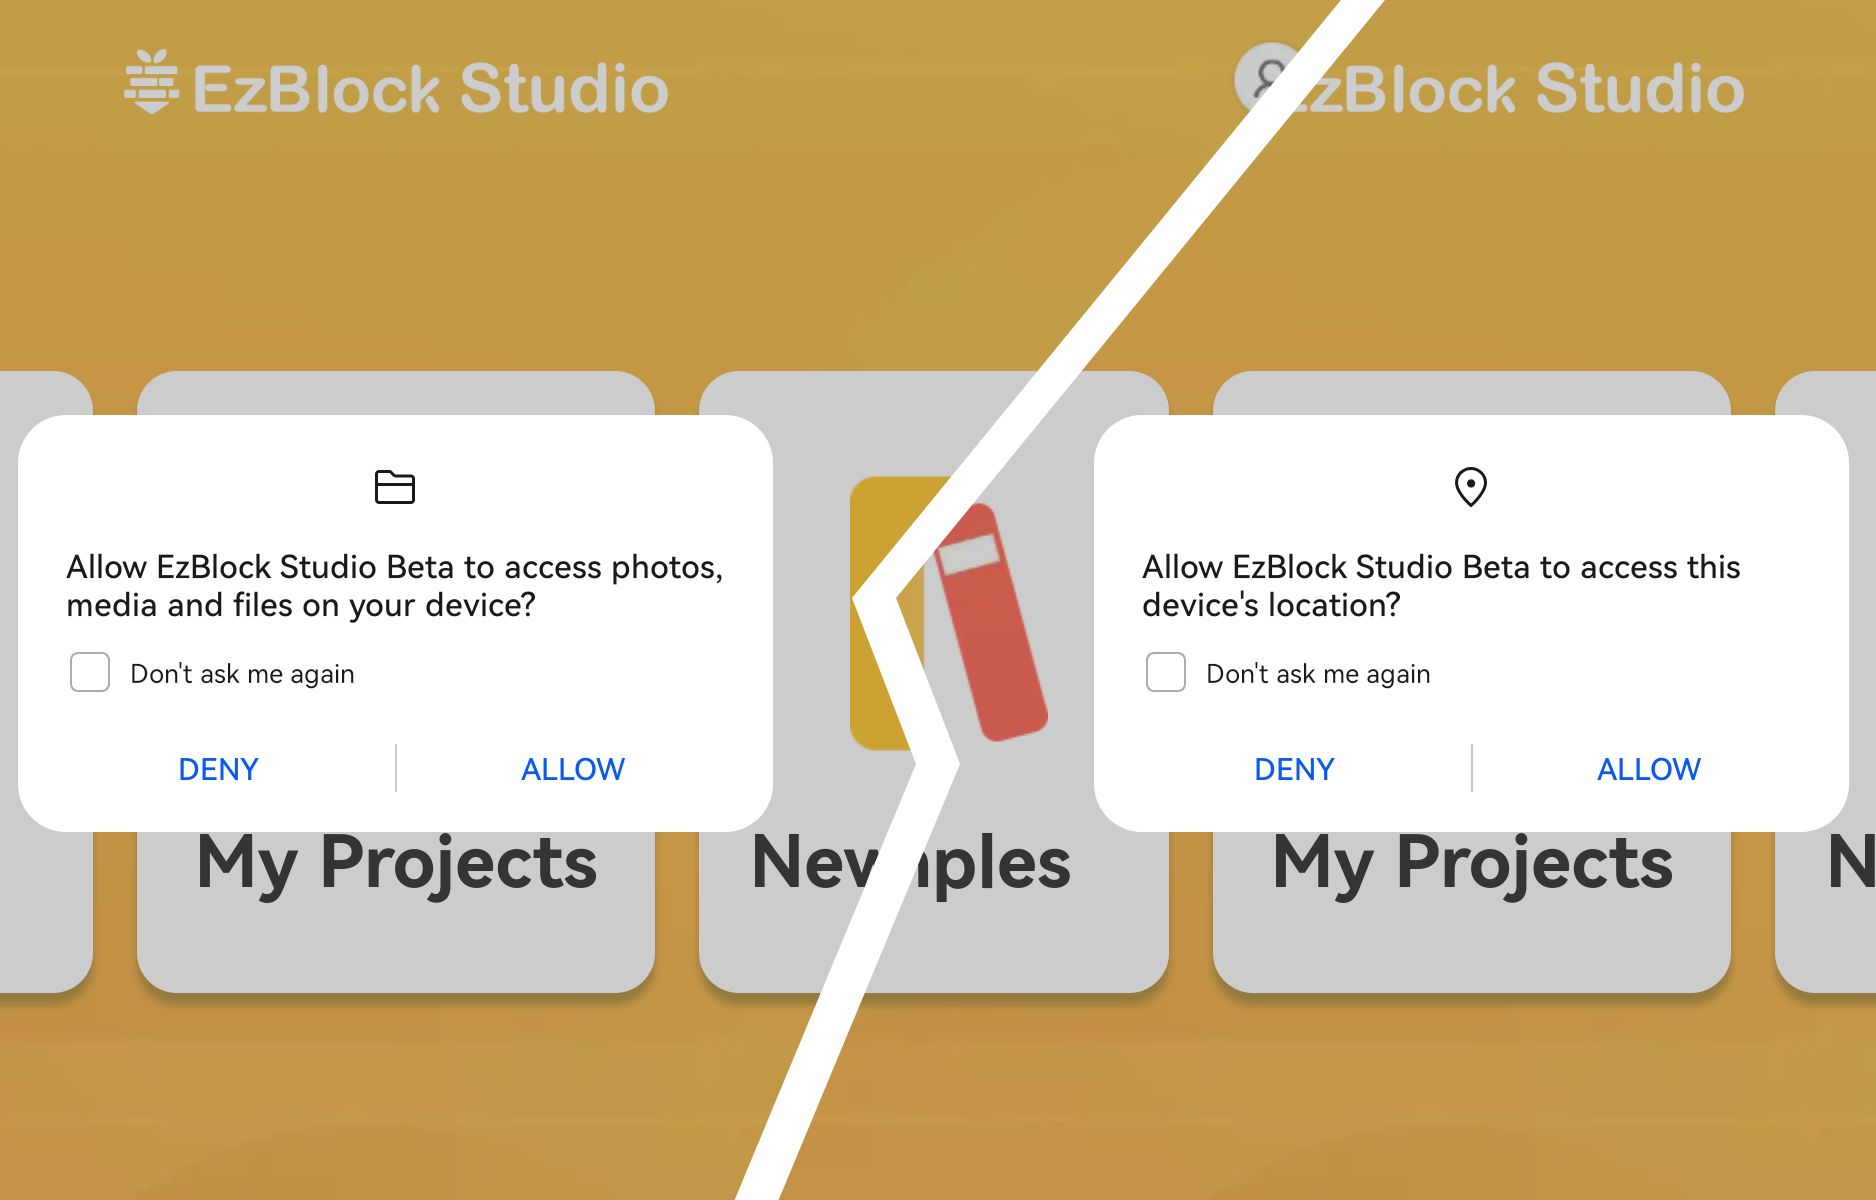 EzBlock Studio
zBlock Studio
Allow EzBlock Studio Beta to access photos,
media and files on your device?
Don't ask me again
DENY
ALLOW
Allow EzBlock Studio Beta to access this
device's location?
Don't ask me again
DENY
ALLOW
My Projects
New
ples
My Projects
N